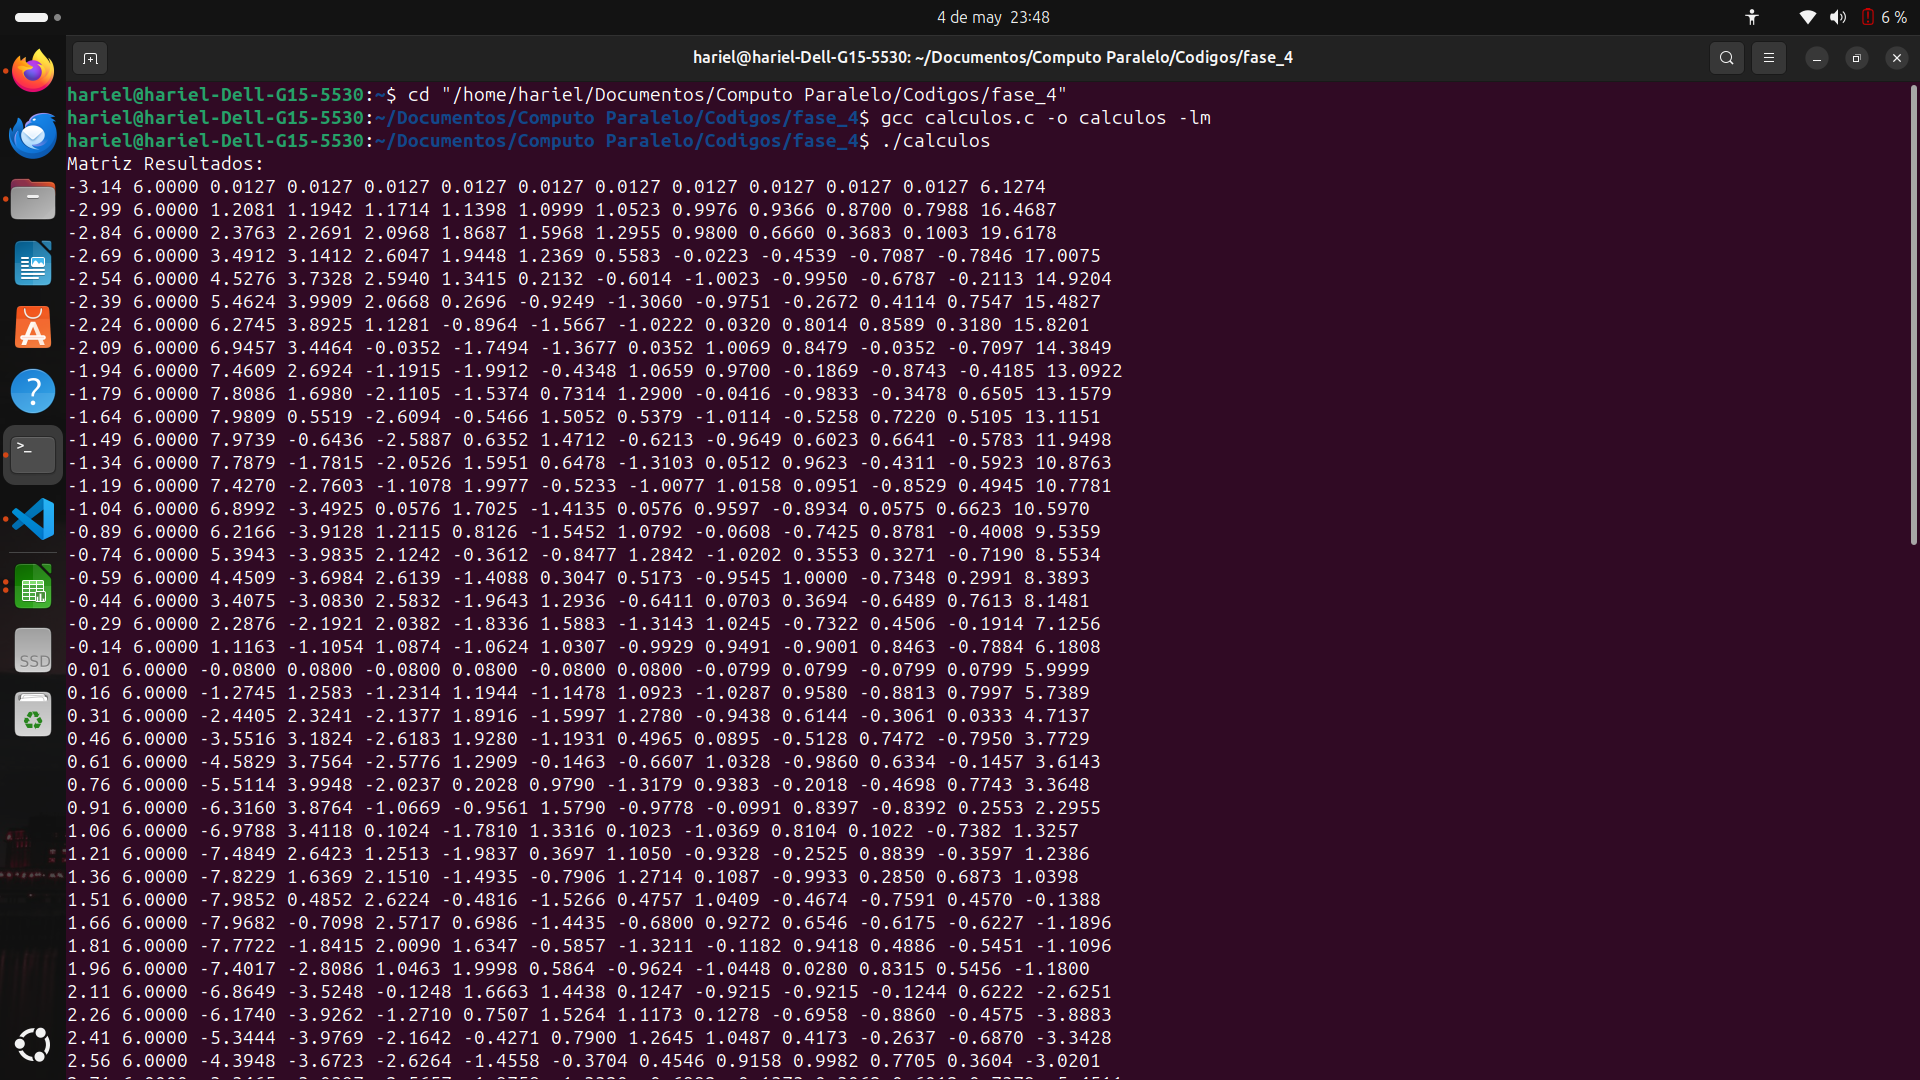 4 de may 23:48
6 %
hariel@hariel-Dell-G15-5530: ~/Documentos/Computo Paralelo/Codigos/fase_4
hariel@hariel-Dell-G15-5530:~$ cd "/home/hariel/Documentos/Computo Paralelo/Codigos/fase_4"
hariel@hariel-Dell-G15-5530:~/Documentos/Computo Paralelo/Codigos/fase_4$ gcc calculos.c -o calculos -lm
hariel@hariel-Dell-G15-5530:~/Documentos/Computo Paralelo/Codigos/fase_4$ ./calculos
Matriz Resultados:
-3.14 6.0000 0.0127 0.0127 0.0127 0.0127 0.0127 0.0127 0.0127 0.0127 0.0127 0.0127 6.1274
-2.99 6.0000 1.2081 1.1942 1.1714 1.1398 1.0999 1.0523 0.9976 0.9366 0.8700 0.7988 16.4687
-2.84 6.0000 2.3763 2.2691 2.0968 1.8687 1.5968 1.2955 0.9800 0.6660 0.3683 0.1003 19.6178
-2.69 6.0000 3.4912 3.1412 2.6047 1.9448 1.2369 0.5583 -0.0223 -0.4539 -0.7087 -0.7846 17.0075
-2.54 6.0000 4.5276 3.7328 2.5940 1.3415 0.2132 -0.6014 -1.0023 -0.9950 -0.6787 -0.2113 14.9204
-2.39 6.0000 5.4624 3.9909 2.0668 0.2696 -0.9249 -1.3060 -0.9751 -0.2672 0.4114 0.7547 15.4827
-2.24 6.0000 6.2745 3.8925 1.1281 -0.8964 -1.5667 -1.0222 0.0320 0.8014 0.8589 0.3180 15.8201
-2.09 6.0000 6.9457 3.4464 -0.0352 -1.7494 -1.3677 0.0352 1.0069 0.8479 -0.0352 -0.7097 14.3849
-1.94 6.0000 7.4609 2.6924 -1.1915 -1.9912 -0.4348 1.0659 0.9700 -0.1869 -0.8743 -0.4185 13.0922
-1.79 6.0000 7.8086 1.6980 -2.1105 -1.5374 0.7314 1.2900 -0.0416 -0.9833 -0.3478 0.6505 13.1579
-1.64 6.0000 7.9809 0.5519 -2.6094 -0.5466 1.5052 0.5379 -1.0114 -0.5258 0.7220 0.5105 13.1151
-1.49 6.0000 7.9739 -0.6436 -2.5887 0.6352 1.4712 -0.6213 -0.9649 0.6023 0.6641 -0.5783 11.9498
-1.34 6.0000 7.7879 -1.7815 -2.0526 1.5951 0.6478 -1.3103 0.0512 0.9623 -0.4311 -0.5923 10.8763
-1.19 6.0000 7.4270 -2.7603 -1.1078 1.9977 -0.5233 -1.0077 1.0158 0.0951 -0.8529 0.4945 10.7781
-1.04 6.0000 6.8992 -3.4925 0.0576 1.7025 -1.4135 0.0576 0.9597 -0.8934 0.0575 0.6623 10.5970
-0.89 6.0000 6.2166 -3.9128 1.2115 0.8126 -1.5452 1.0792 -0.0608 -0.7425 0.8781 -0.4008 9.5359
-0.74 6.0000 5.3943 -3.9835 2.1242 -0.3612 -0.8477 1.2842 -1.0202 0.3553 0.3271 -0.7190 8.5534
-0.59 6.0000 4.4509 -3.6984 2.6139 -1.4088 0.3047 0.5173 -0.9545 1.0000 -0.7348 0.2991 8.3893
-0.44 6.0000 3.4075 -3.0830 2.5832 -1.9643 1.2936 -0.6411 0.0703 0.3694 -0.6489 0.7613 8.1481
-0.29 6.0000 2.2876 -2.1921 2.0382 -1.8336 1.5883 -1.3143 1.0245 -0.7322 0.4506 -0.1914 7.1256
-0.14 6.0000 1.1163 -1.1054 1.0874 -1.0624 1.0307 -0.9929 0.9491 -0.9001 0.8463 -0.7884 6.1808
0.01 6.0000 -0.0800 0.0800 -0.0800 0.0800 -0.0800 0.0800 -0.0799 0.0799 -0.0799 0.0799 5.9999
0.16 6.0000 -1.2745 1.2583 -1.2314 1.1944 -1.1478 1.0923 -1.0287 0.9580 -0.8813 0.7997 5.7389
0.31 6.0000 -2.4405 2.3241 -2.1377 1.8916 -1.5997 1.2780 -0.9438 0.6144 -0.3061 0.0333 4.7137
0.46 6.0000 -3.5516 3.1824 -2.6183 1.9280 -1.1931 0.4965 0.0895 -0.5128 0.7472 -0.7950 3.7729
0.61 6.0000 -4.5829 3.7564 -2.5776 1.2909 -0.1463 -0.6607 1.0328 -0.9860 0.6334 -0.1457 3.6143
0.76 6.0000 -5.5114 3.9948 -2.0237 0.2028 0.9790 -1.3179 0.9383 -0.2018 -0.4698 0.7743 3.3648
0.91 6.0000 -6.3160 3.8764 -1.0669 -0.9561 1.5790 -0.9778 -0.0991 0.8397 -0.8392 0.2553 2.2955
1.06 6.0000 -6.9788 3.4118 0.1024 -1.7810 1.3316 0.1023 -1.0369 0.8104 0.1022 -0.7382 1.3257
1.21 6.0000 -7.4849 2.6423 1.2513 -1.9837 0.3697 1.1050 -0.9328 -0.2525 0.8839 -0.3597 1.2386
1.36 6.0000 -7.8229 1.6369 2.1510 -1.4935 -0.7906 1.2714 0.1087 -0.9933 0.2850 0.6873 1.0398
1.51 6.0000 -7.9852 0.4852 2.6224 -0.4816 -1.5266 0.4757 1.0409 -0.4674 -0.7591 0.4570 -0.1388
1.66 6.0000 -7.9682 -0.7098 2.5717 0.6986 -1.4435 -0.6800 0.9272 0.6546 -0.6175 -0.6227 -1.1896
1.81 6.0000 -7.7722 -1.8415 2.0090 1.6347 -0.5857 -1.3211 -0.1182 0.9418 0.4886 -0.5451 -1.1096
1.96 6.0000 -7.4017 -2.8086 1.0463 1.9998 0.5864 -0.9624 -1.0448 0.0280 0.8315 0.5456 -1.1800
2.11 6.0000 -6.8649 -3.5248 -0.1248 1.6663 1.4438 0.1247 -0.9215 -0.9215 -0.1244 0.6222 -2.6251
2.26 6.0000 -6.1740 -3.9262 -1.2710 0.7507 1.5264 1.1173 0.1278 -0.6958 -0.8860 -0.4575 -3.8883
2.41 6.0000 -5.3444 -3.9769 -2.1642 -0.4271 0.7900 1.2645 1.0487 0.4173 -0.2637 -0.6870 -3.3428
2.56 6.0000 -4.3948 -3.6723 -2.6264 -1.4558 -0.3704 0.4546 0.9158 0.9982 0.7705 0.3604 -3.0201
SSD